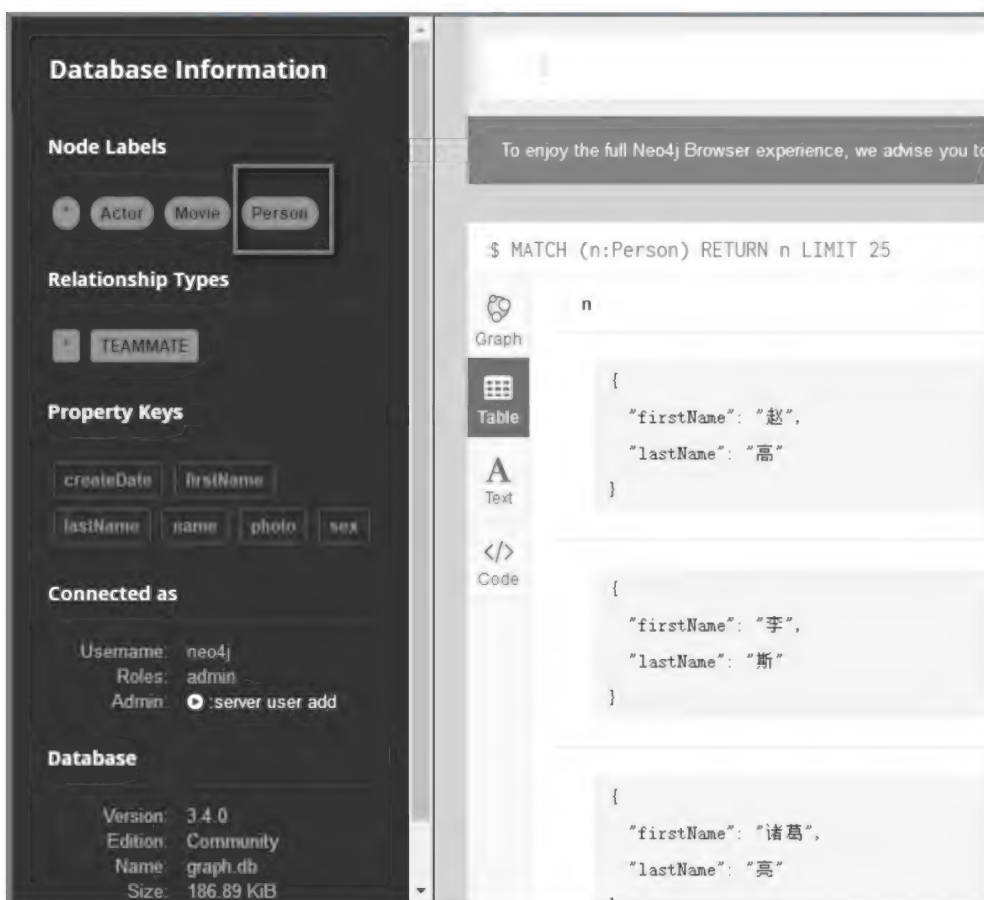 Database Information
Node Labels
* Actor Movie Person
Relationship Types
* TEAMMATE
Property Keys
createDate firstName
lastName name photo sex
Connected as
Username: neo4j
Roles: admin
Admin: :server user add
Database
Version: 3.4.0
Edition: Community
Name: graph.db
Size: 186.89 KiB
To enjoy the full Neo4j Browser experience, we advise you to
$ MATCH (n:Person) RETURN n LIMIT 25
Graph
Table
A
Text
</>
Code
n
{
"firstName": "赵",
"lastName": "高"
}
{
"firstName": "李",
"lastName": "斯"
}
{
"firstName": "诸葛",
"lastName": "亮"